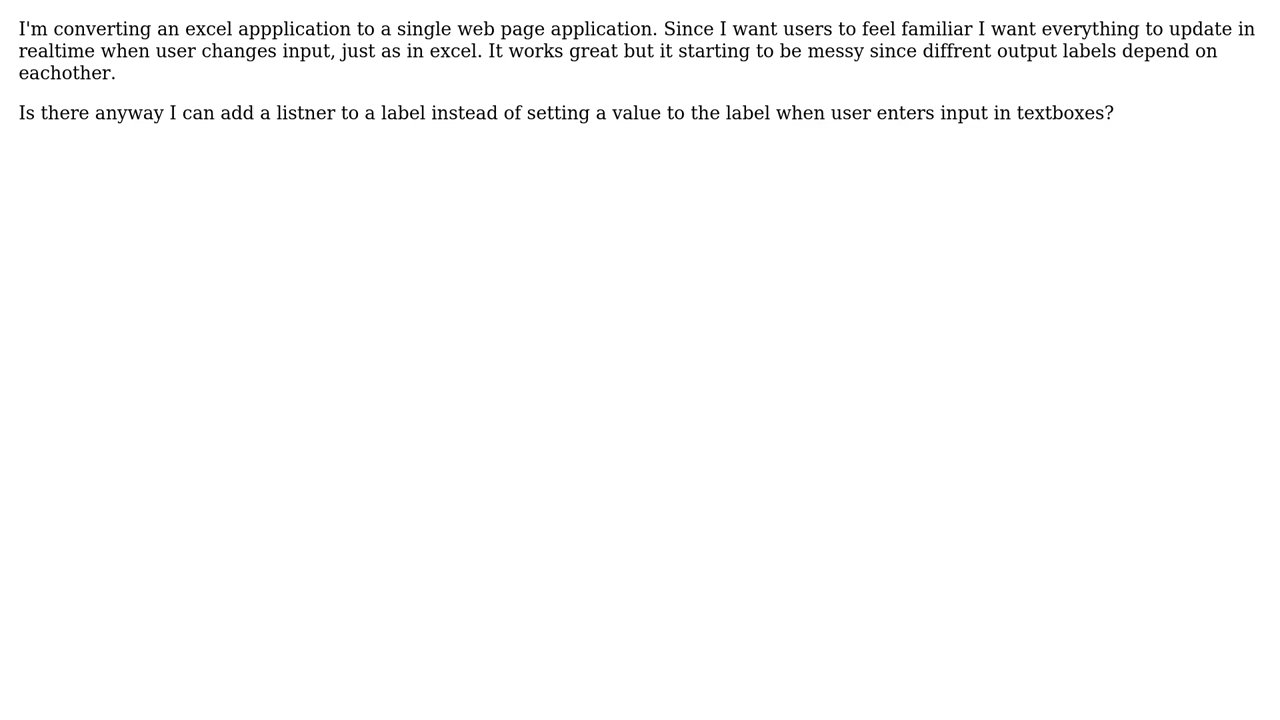 I'm converting an excel appplication to a single web page application. Since I want users to feel familiar I want everything to update in
realtime when user changes input, just as in excel. It works great but it starting to be messy since diffrent output labels depend on
eachother.
Is there anyway I can add a listner to a label instead of setting a value to the label when user enters input in textboxes?